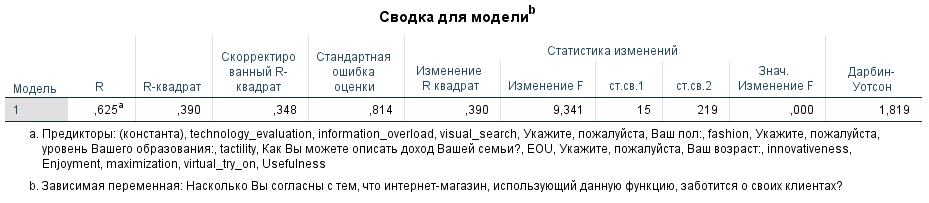 Сводка для модели^b
Статистика изменений
Модель R R-квадрат Скорректиро ванный R-квадрат Стандартная ошибка оценки Изменение R квадрат Изменение F ст.св.1 ст.св.2 Знач. Изменение F Дарбин-Уотсон
1 ,625^a ,390 ,348 ,814 ,390 9,341 15 219 ,000 1,819
a. Предикторы: (константа), technology_evaluation, information_overload, visual_search, Укажите, пожалуйста, Ваш пол:, fashion, Укажите, пожалуйста,
уровень Вашего образования:, tactility, Как Вы можете описать доход Вашей семьи?, EOU, Укажите, пожалуйста, Ваш возраст:, innovativeness,
Enjoyment, maximization, virtual_try_on, Usefulness
b. Зависимая переменная: Насколько Вы согласны с тем, что интернет-магазин, использующий данную функцию, заботится о своих клиентах?